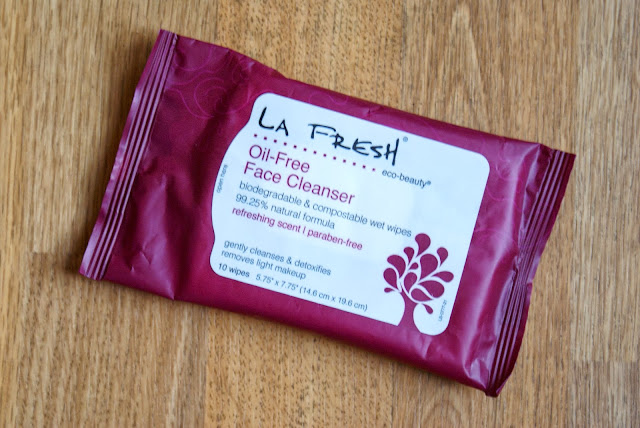 LA FRESH®
eco-beauty®
Oil-Free
Face Cleanser
biodegradable & compostable wet wipes
99.25% natural formula
refreshing scent | paraben-free
gently cleanses & detoxifies
removes light makeup
10 wipes 5.75" x 7.75" (14.6 cm x 19.6 cm)